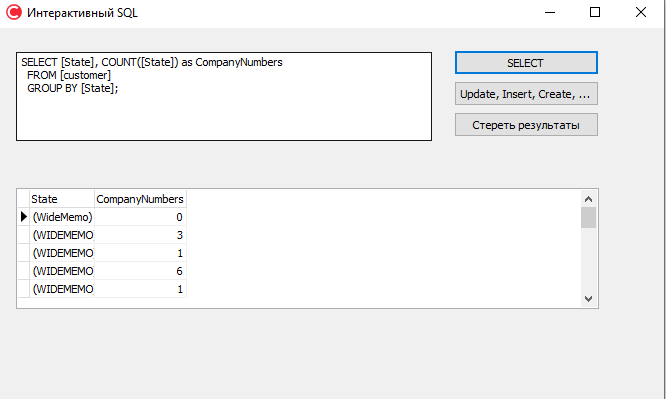 Интерактивный SQL
SELECT [State], COUNT([State]) as CompanyNumbers
FROM [customer]
GROUP BY [State];
SELECT
Update, Insert, Create, ...
Стереть результаты
State CompanyNumbers
(WideMemo) 0
(WIDEMEMO 3
(WIDEMEMO 1
(WIDEMEMO 6
(WIDEMEMO 1